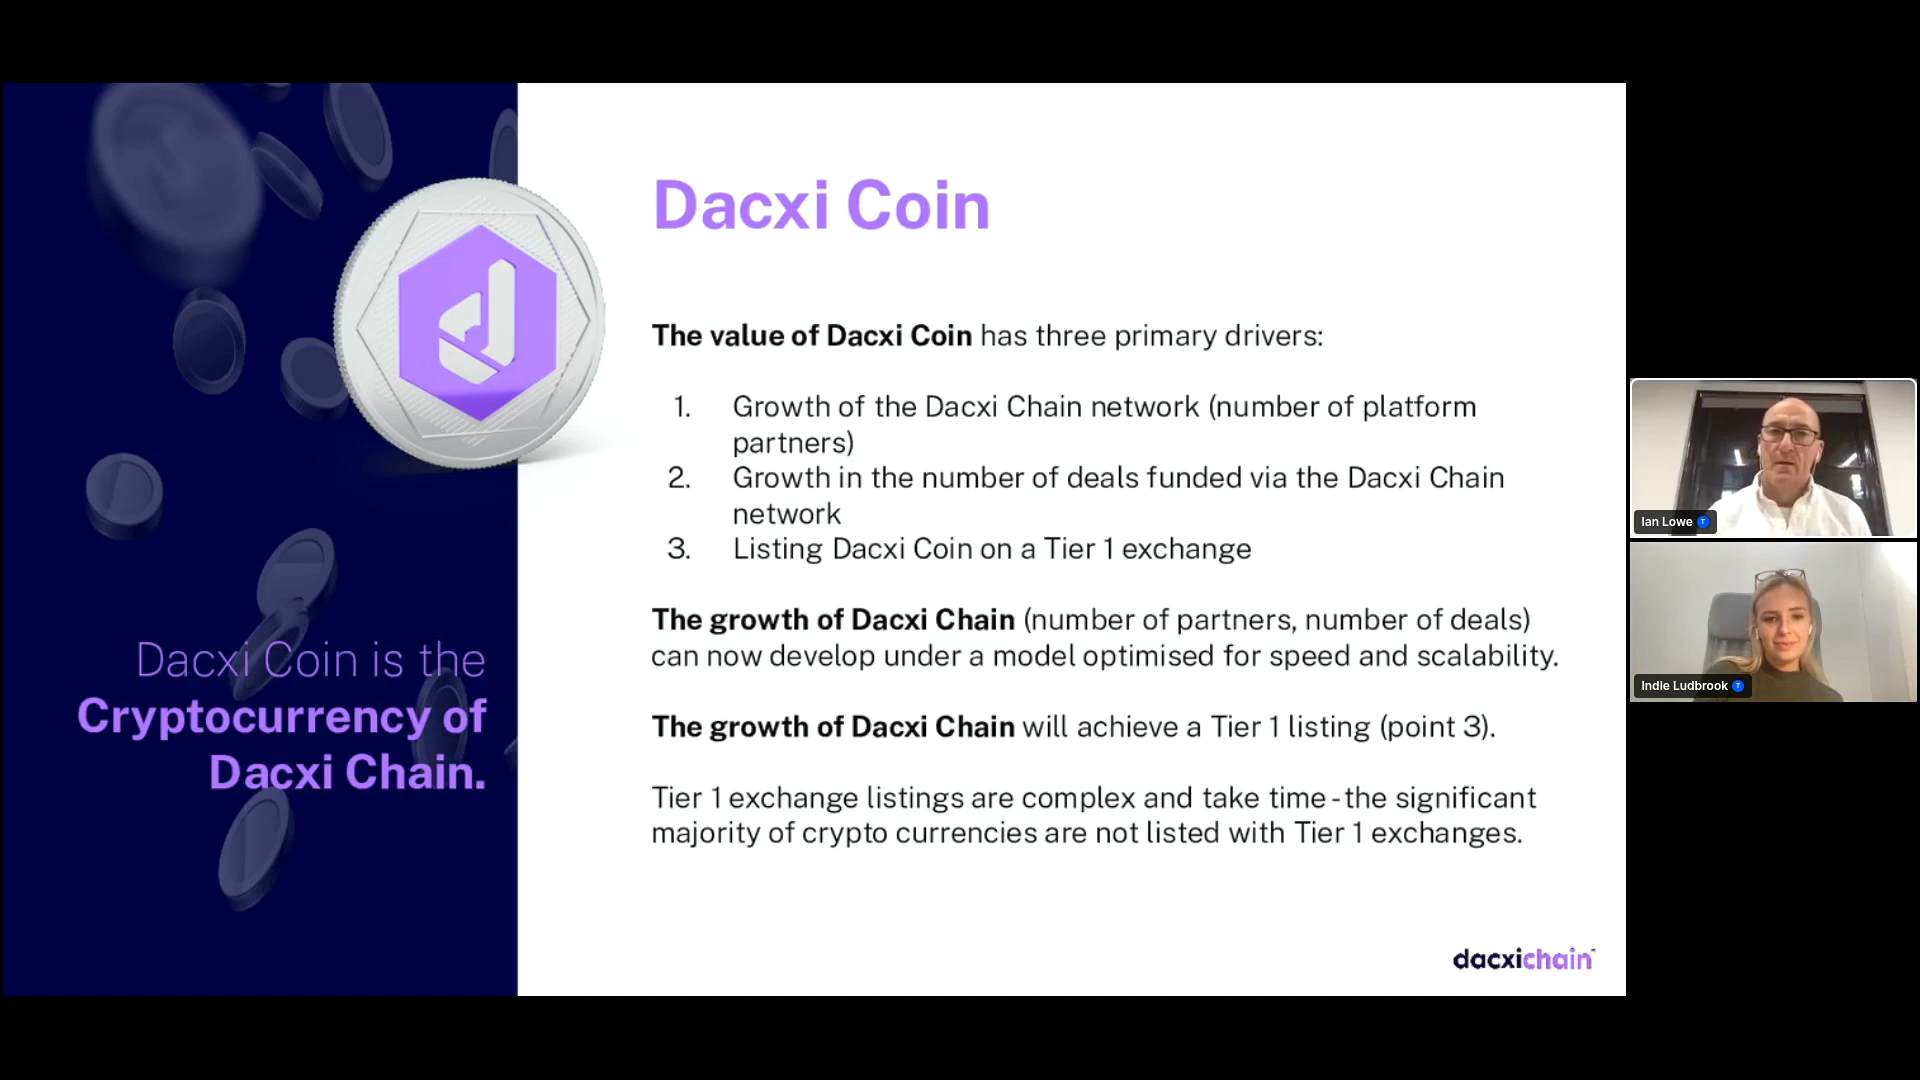 Dacxi Coin is the
Cryptocurrency of
Dacxi Chain.
Dacxi Coin
The value of Dacxi Coin has three primary drivers:
1. Growth of the Dacxi Chain network (number of platform
partners)
2. Growth in the number of deals funded via the Dacxi Chain
network
3. Listing Dacxi Coin on a Tier 1 exchange
The growth of Dacxi Chain (number of partners, number of deals)
can now develop under a model optimised for speed and scalability.
The growth of Dacxi Chain will achieve a Tier 1 listing (point 3).
Tier 1 exchange listings are complex and take time - the significant
majority of crypto currencies are not listed with Tier 1 exchanges.
dacxichain
Ian Lowe T
Indie Ludbrook T